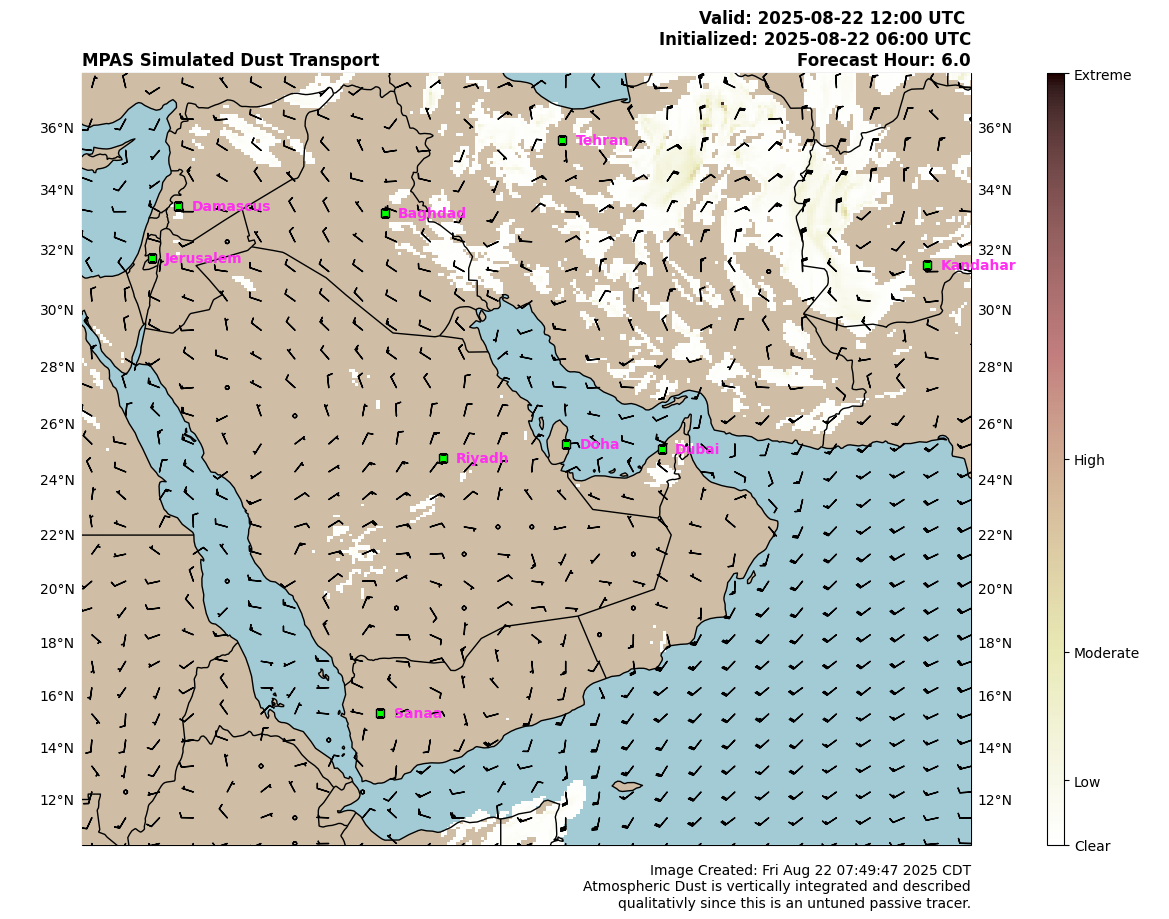 Valid: 2025-08-22 12:00 UTC
Initialized: 2025-08-22 06:00 UTC
MPAS Simulated Dust Transport Forecast Hour: 6.0
Extreme
36°N Tehran 36°N
34°N Damascus Baghdad 34°N
32°N Jerusalem Kandahar 32°N
30°N 30°N
28°N 28°N
26°N Doha Dubai 26°N
High
24°N Riyadh 24°N
22°N 22°N
20°N 20°N
18°N 18°N
Moderate
16°N Sanaa 16°N
14°N 14°N
Low
12°N 12°N
Clear
Image Created: Fri Aug 22 07:49:47 2025 CDT
Atmospheric Dust is vertically integrated and described
qualitativly since this is an untuned passive tracer.